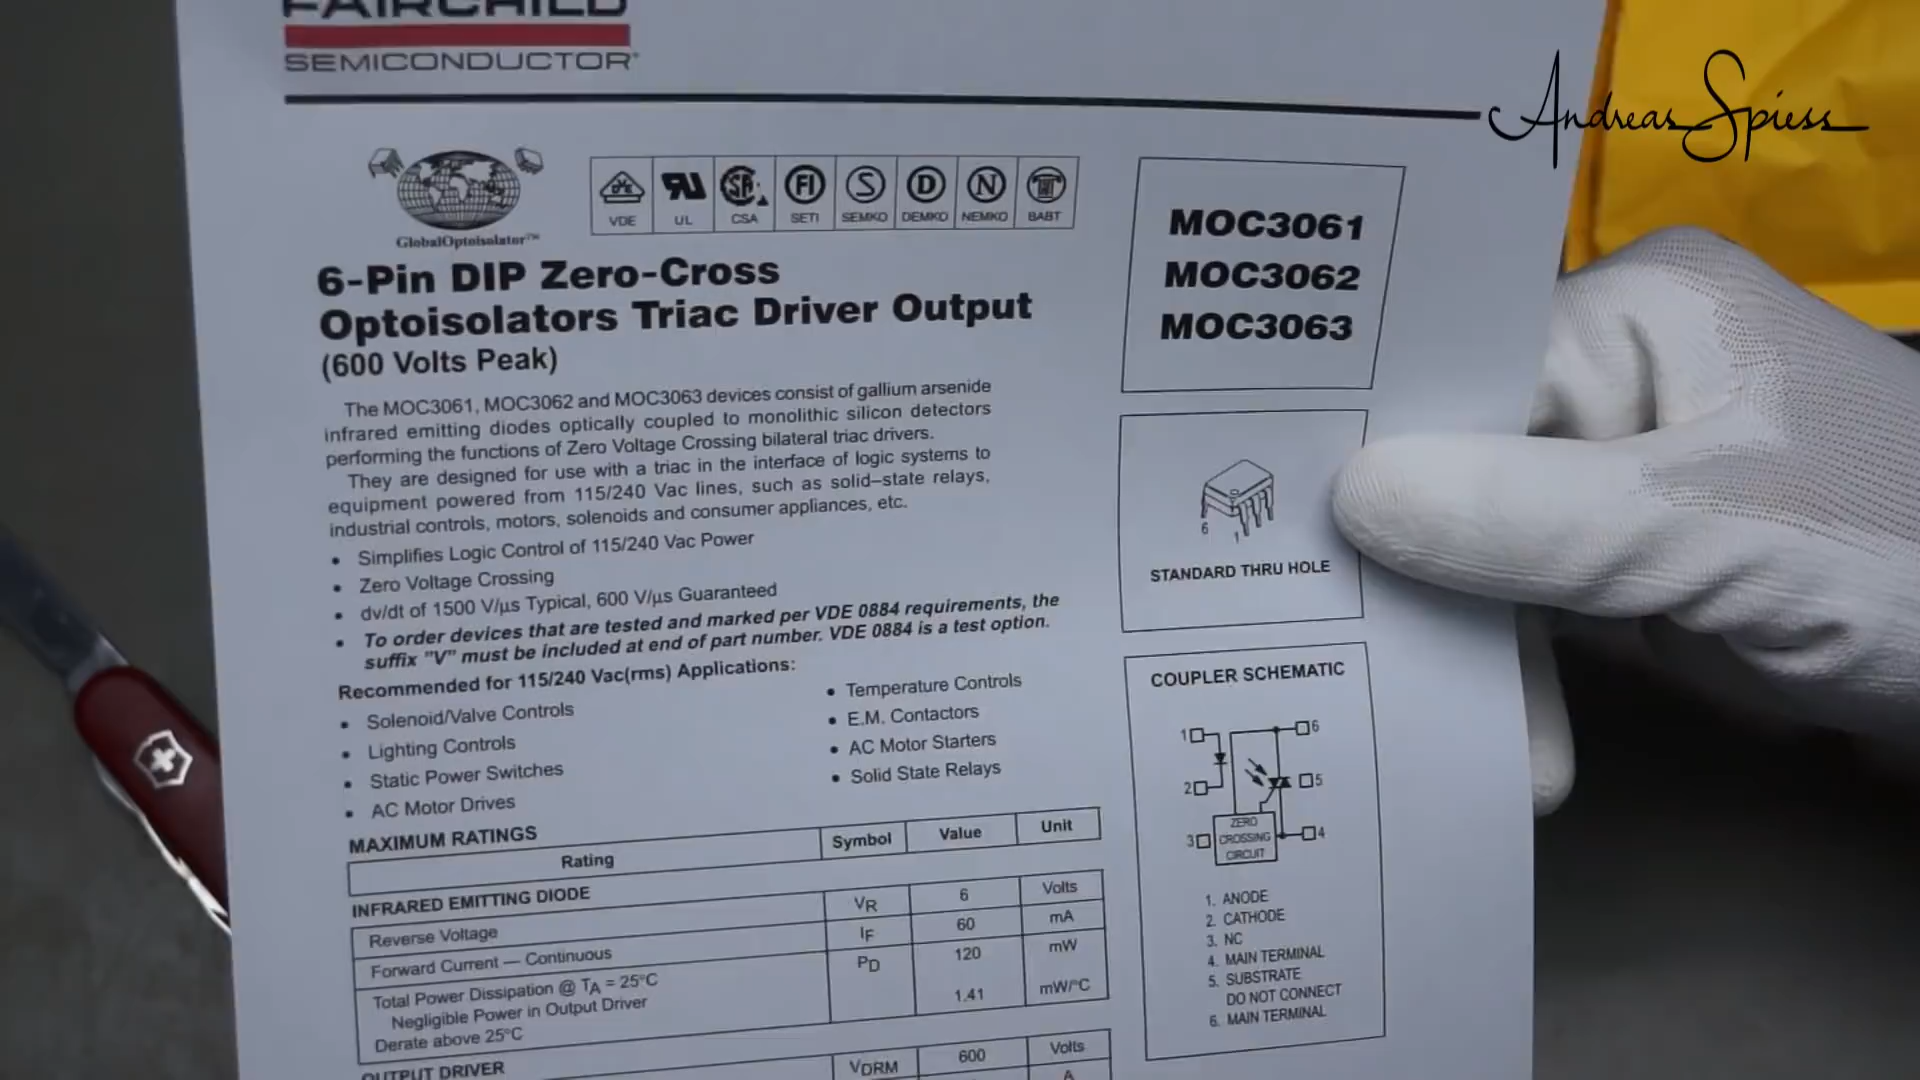 FAIRCHILD
SEMICONDUCTOR
Andreas Spiess
GlobalOptoisolator™
VDE UL CSA SETI SEMKO DEMKO NEMKO BABT
6-Pin DIP Zero-Cross
Optoisolators Triac Driver Output
(600 Volts Peak)
The MOC3061, MOC3062 and MOC3063 devices consist of gallium arsenide
infrared emitting diodes optically coupled to monolithic silicon detectors
performing the functions of Zero Voltage Crossing bilateral triac drivers.
They are designed for use with a triac in the interface of logic systems to
equipment powered from 115/240 Vac lines, such as solid–state relays,
industrial controls, motors, solenoids and consumer appliances, etc.
• Simplifies Logic Control of 115/240 Vac Power
• Zero Voltage Crossing
• dv/dt of 1500 V/μs Typical, 600 V/μs Guaranteed
• To order devices that are tested and marked per VDE 0884 requirements, the
suffix "V" must be included at end of part number. VDE 0884 is a test option.
Recommended for 115/240 Vac(rms) Applications:
• Solenoid/Valve Controls
• Lighting Controls
• Static Power Switches
• AC Motor Drives
• Temperature Controls
• E.M. Contactors
• AC Motor Starters
• Solid State Relays
MAXIMUM RATINGS
Rating Symbol Value Unit
INFRARED EMITTING DIODE
Reverse Voltage VR 6 Volts
Forward Current — Continuous IF 60 mA
Total Power Dissipation @ TA = 25°C PD 120 mW
Negligible Power in Output Driver
Derate above 25°C 1.41 mW/°C
OUTPUT DRIVER
VDRM 600 Volts
A
MOC3061
MOC3062
MOC3063
6
1
STANDARD THRU HOLE
COUPLER SCHEMATIC
1 6
2 5
3 4
ZERO
CROSSING
CIRCUIT
1. ANODE
2. CATHODE
3. NC
4. MAIN TERMINAL
5. SUBSTRATE
DO NOT CONNECT
6. MAIN TERMINAL